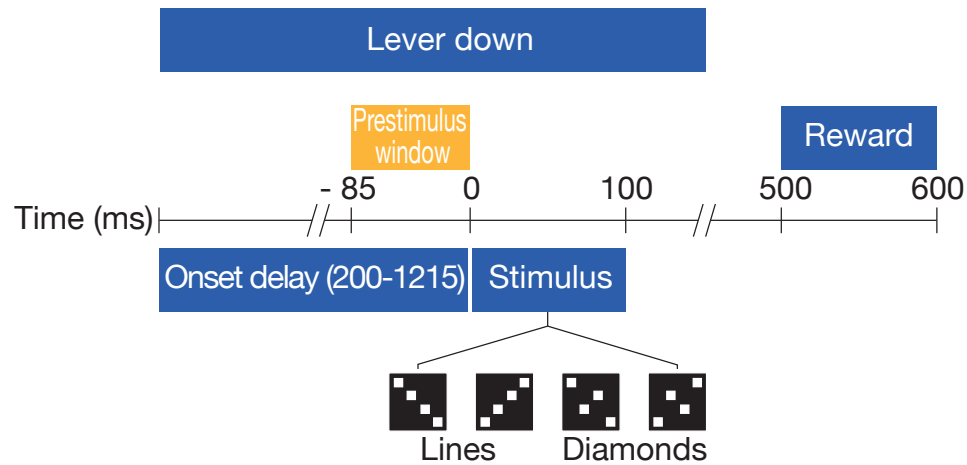 Lever down
Prestimulus
window
Reward
- 85 0 100 500 600
Time (ms)
Onset delay (200-1215) Stimulus
Lines Diamonds